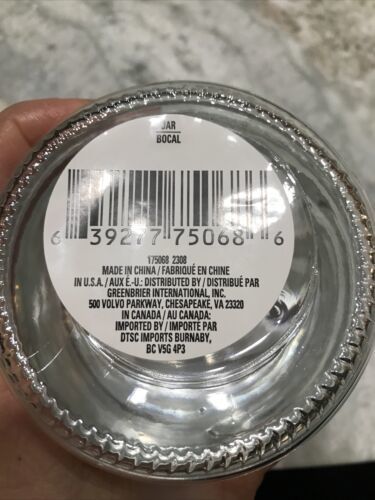 JAR
BOCAL
6 39277 75068 6
175068 2308
MADE IN CHINA / FABRIQUÉ EN CHINE
IN U.S.A. / AUX É.-U.: DISTRIBUTED BY / DISTRIBUÉ PAR
GREENBRIER INTERNATIONAL, INC.
500 VOLVO PARKWAY, CHESAPEAKE, VA 23320
IN CANADA / AU CANADA:
IMPORTED BY / IMPORTÉ PAR
DTSC IMPORTS BURNABY,
BC V5G 4P3